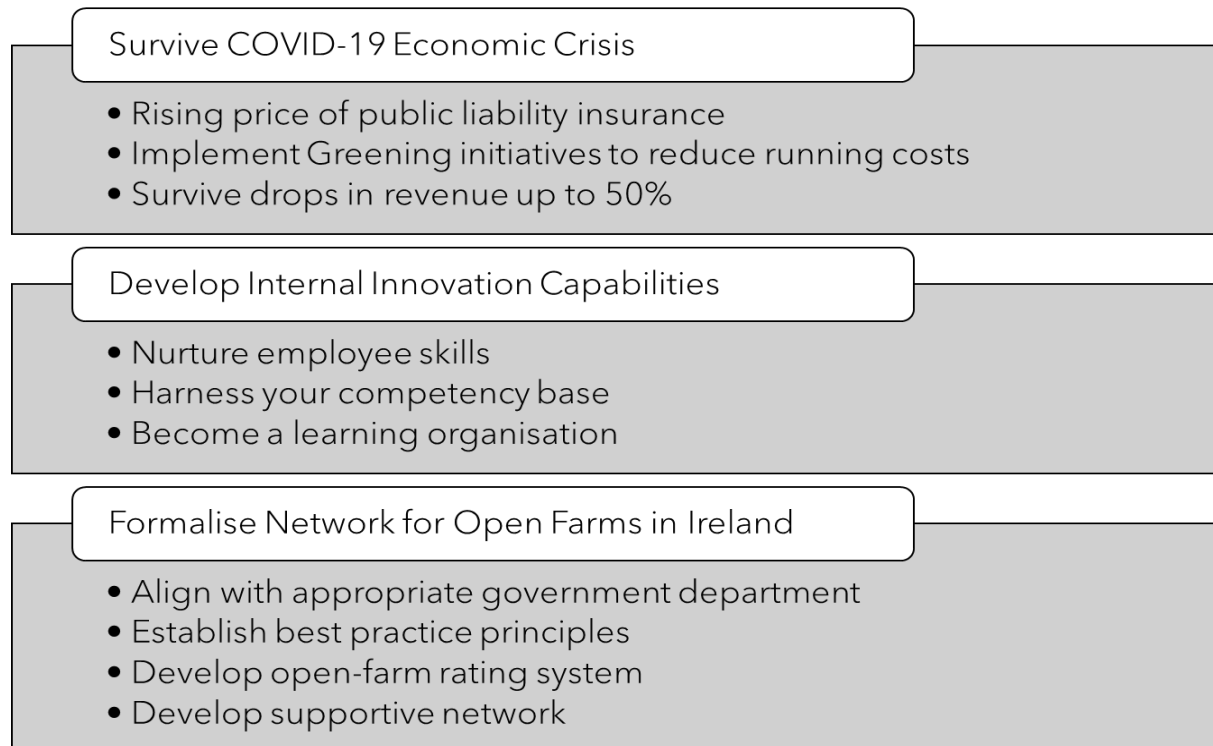 Survive COVID-19 Economic Crisis
• Rising price of public liability insurance
• Implement Greening initiatives to reduce running costs
• Survive drops in revenue up to 50%
Develop Internal Innovation Capabilities
• Nurture employee skills
• Harness your competency base
• Become a learning organisation
Formalise Network for Open Farms in Ireland
• Align with appropriate government department
• Establish best practice principles
• Develop open-farm rating system
• Develop supportive network